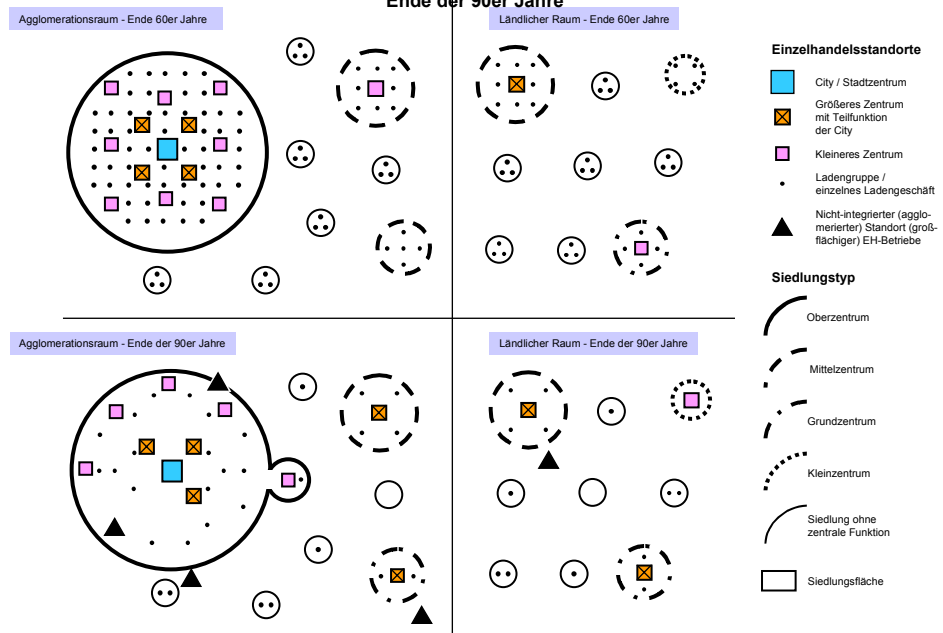 Ende der 90er Jahre
Agglomerationsraum - Ende 60er Jahre
Ländlicher Raum - Ende 60er Jahre
Einzelhandelsstandorte
City / Stadtzentrum
Größeres Zentrum
mit Teilfunktion
der City
Kleineres Zentrum
Ladengruppe /
einzelnes Ladengeschäft
Nicht-integrierter (agglo-
merierter) Standort (groß-
flächiger) EH-Betriebe
Siedlungstyp
Oberzentrum
Mittelzentrum
Grundzentrum
Kleinzentrum
Siedlung ohne
zentrale Funktion
Siedlungsfläche
Agglomerationsraum - Ende der 90er Jahre
Ländlicher Raum - Ende der 90er Jahre